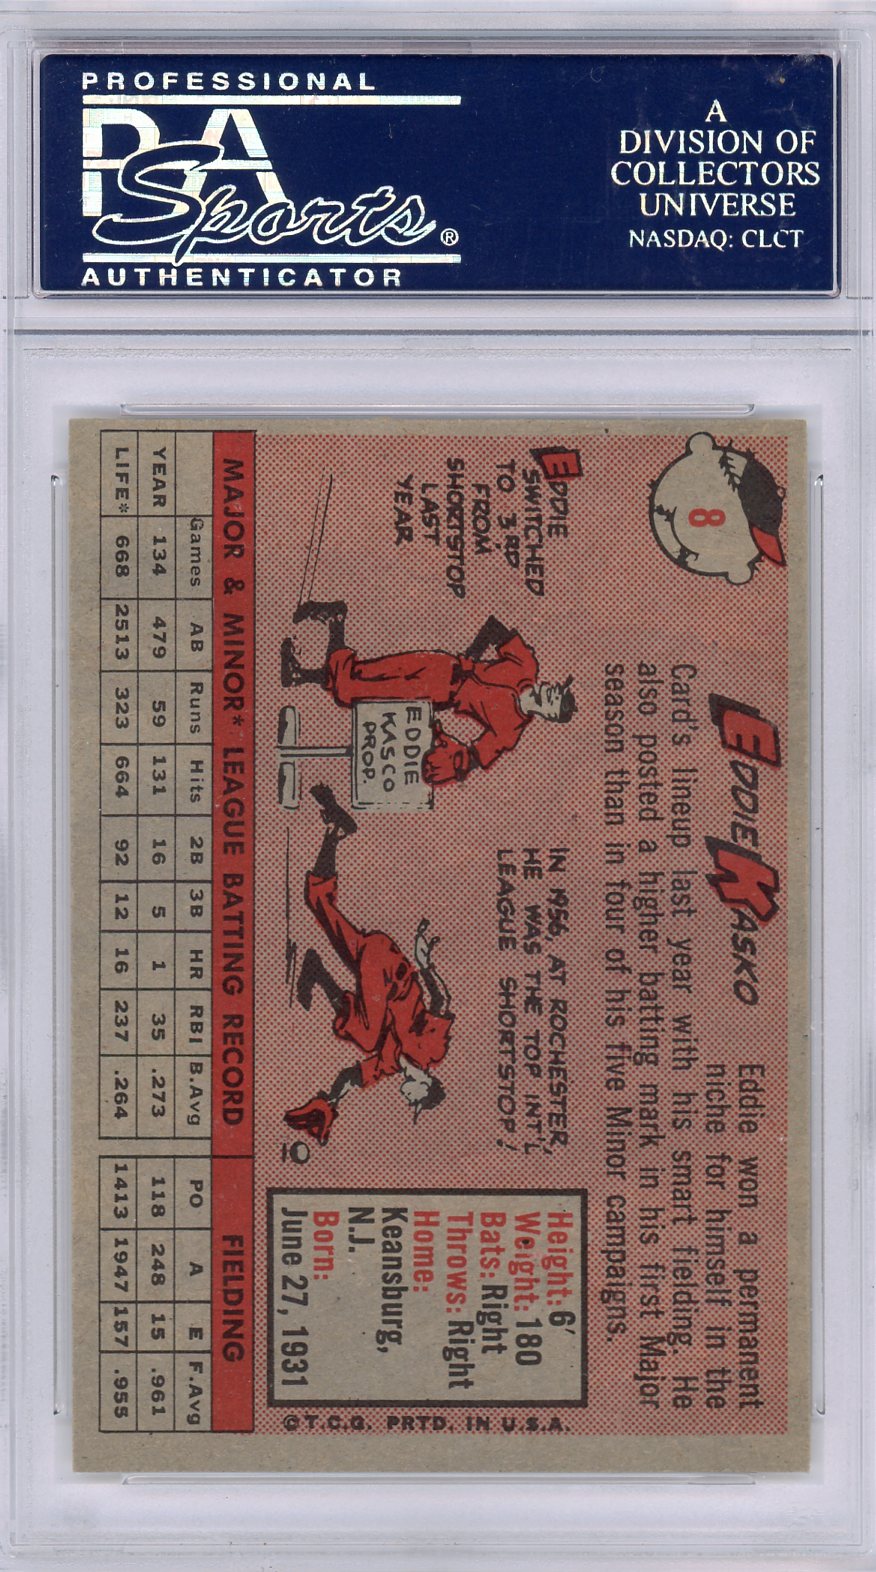 PROFESSIONAL
PSA
Sports®
AUTHENTICATOR
A
DIVISION OF
COLLECTORS
UNIVERSE
NASDAQ: CLCT
8
EDDIE KASKO
Eddie won a permanent
niche for himself in the
Card's lineup last year with his smart fielding. He
also posted a higher batting mark in his first Major
season than in four of his five Minor campaigns.
EDDIE
SWITCHED
TO 3RD
FROM
SHORTSTOP
LAST
YEAR
EDDIE
KASCO
PROP.
IN 1956, AT ROCHESTER,
HE WAS THE TOP INT'L
LEAGUE SHORTSTOP!
Height: 6'
Weight: 180
Bats: Right
Throws: Right
Home:
Keansburg,
N.J.
Born:
June 27, 1931
©T.C.G. PRTD. IN U.S.A.
MAJOR & MINOR* LEAGUE BATTING RECORD FIELDING
Games AB Runs Hits 2B 3B HR RBI B.Avg PO A E F.Avg
YEAR 134 479 59 131 16 5 1 35 .273 118 248 15 .961
LIFE* 668 2513 323 664 92 12 16 237 .264 1413 1947 157 .955